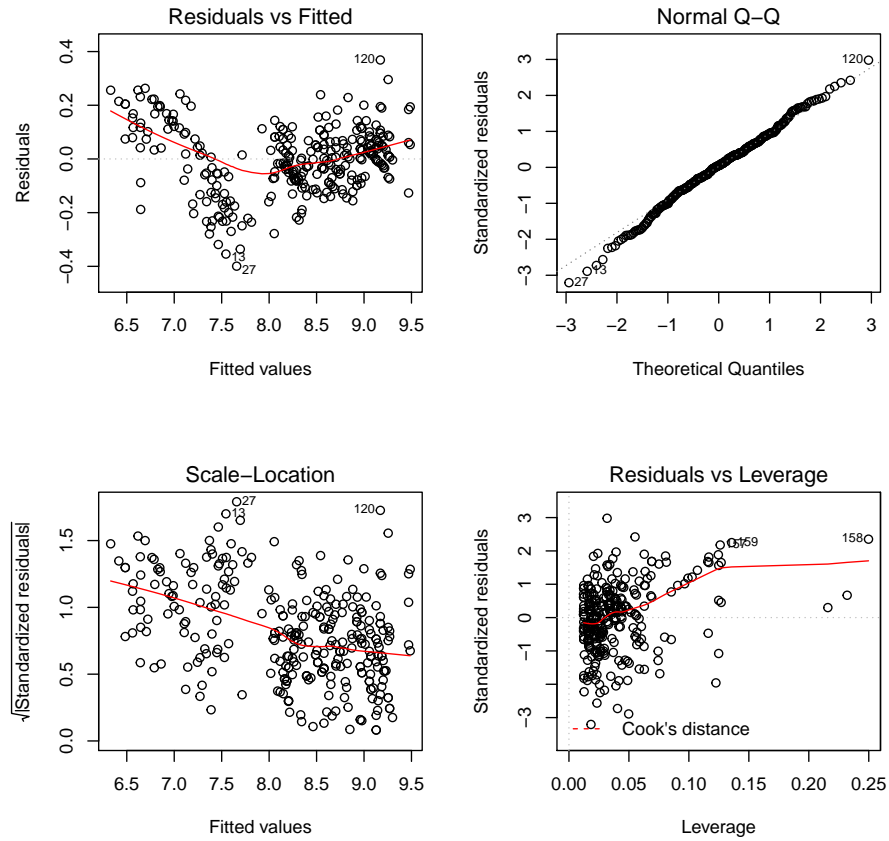 Residuals vs Fitted
Residuals
0.4
0.2
0.0
−0.2
−0.4
120
13
27
6.5 7.0 7.5 8.0 8.5 9.0 9.5
Fitted values
Normal Q−Q
Standardized residuals
3
2
1
0
−1
−2
−3
120
13
27
−3 −2 −1 0 1 2 3
Theoretical Quantiles
Scale−Location
√|Standardized residuals|
1.5
1.0
0.5
0.0
27
13
120
6.5 7.0 7.5 8.0 8.5 9.0 9.5
Fitted values
Residuals vs Leverage
Standardized residuals
3
2
1
0
−1
−3
157
159
158
Cook's distance
0.00 0.05 0.10 0.15 0.20 0.25
Leverage